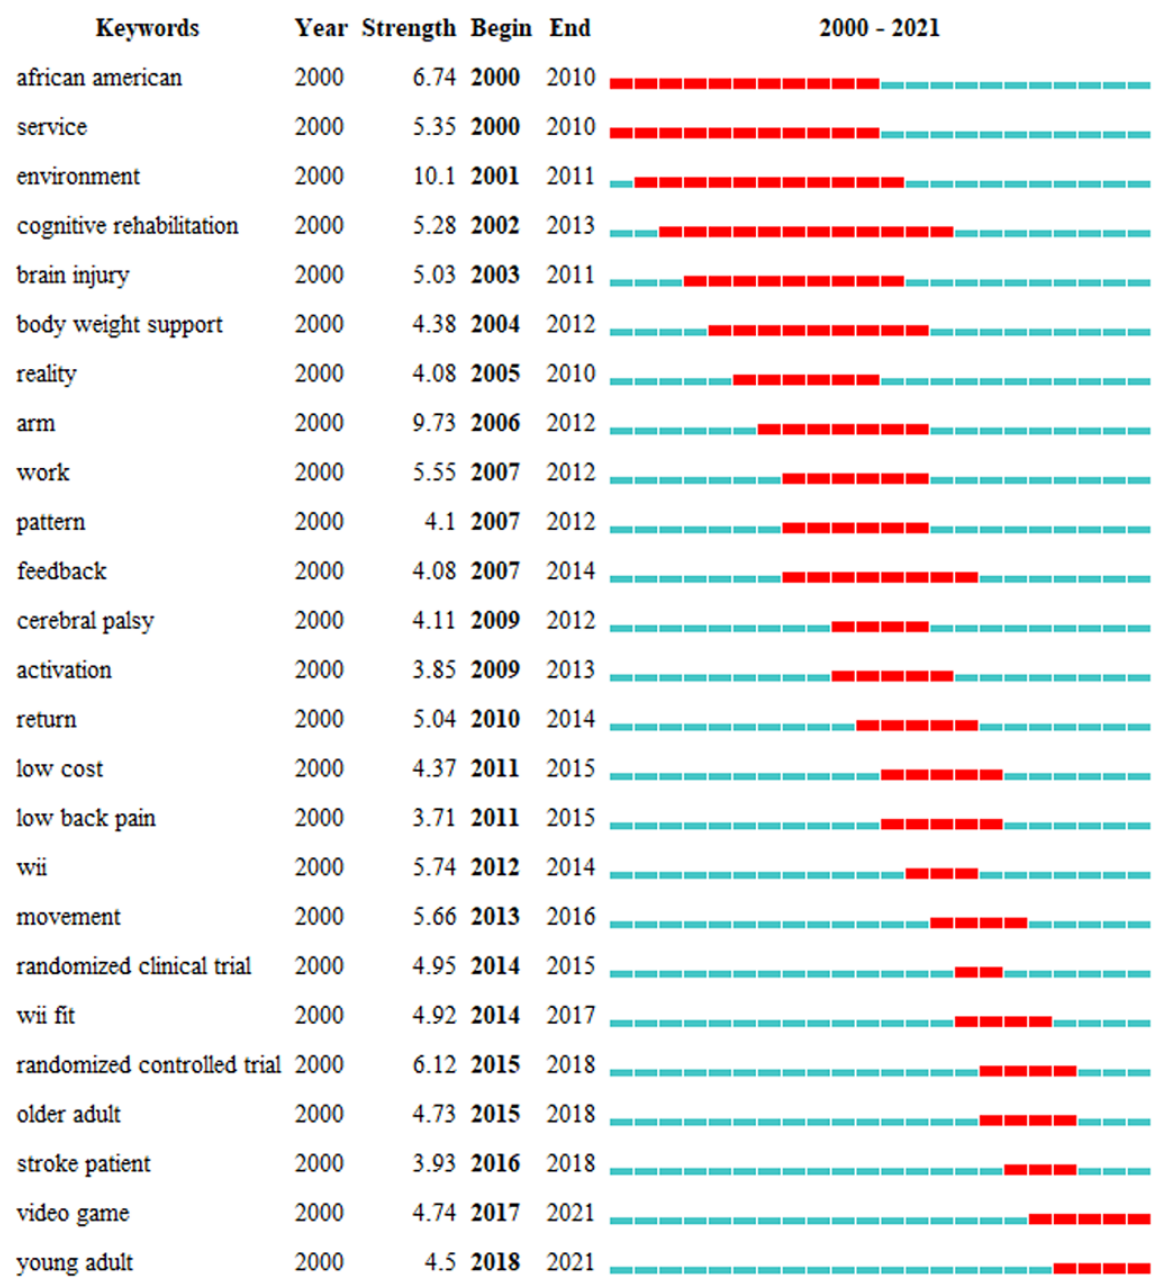 Keywords Year Strength Begin End 2000 - 2021
african american 2000 6.74 2000 2010
service 2000 5.35 2000 2010
environment 2000 10.1 2001 2011
cognitive rehabilitation 2000 5.28 2002 2013
brain injury 2000 5.03 2003 2011
body weight support 2000 4.38 2004 2012
reality 2000 4.08 2005 2010
arm 2000 9.73 2006 2012
work 2000 5.55 2007 2012
pattern 2000 4.1 2007 2012
feedback 2000 4.08 2007 2014
cerebral palsy 2000 4.11 2009 2012
activation 2000 3.85 2009 2013
return 2000 5.04 2010 2014
low cost 2000 4.37 2011 2015
low back pain 2000 3.71 2011 2015
wii 2000 5.74 2012 2014
movement 2000 5.66 2013 2016
randomized clinical trial 2000 4.95 2014 2015
wii fit 2000 4.92 2014 2017
randomized controlled trial 2000 6.12 2015 2018
older adult 2000 4.73 2015 2018
stroke patient 2000 3.93 2016 2018
video game 2000 4.74 2017 2021
young adult 2000 4.5 2018 2021